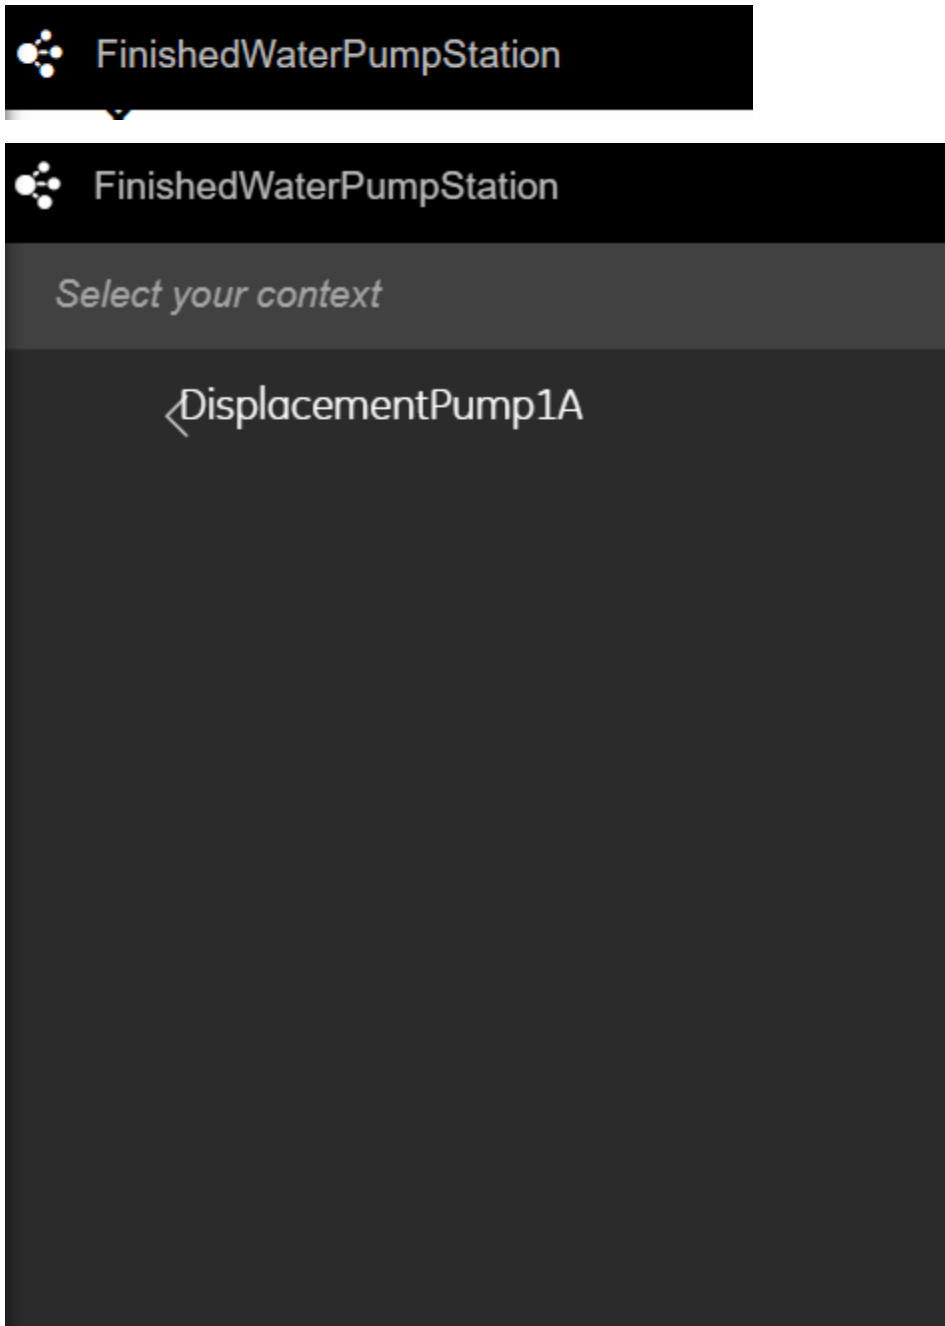 FinishedWaterPumpStation
FinishedWaterPumpStation
Select your context
DisplacementPump1A